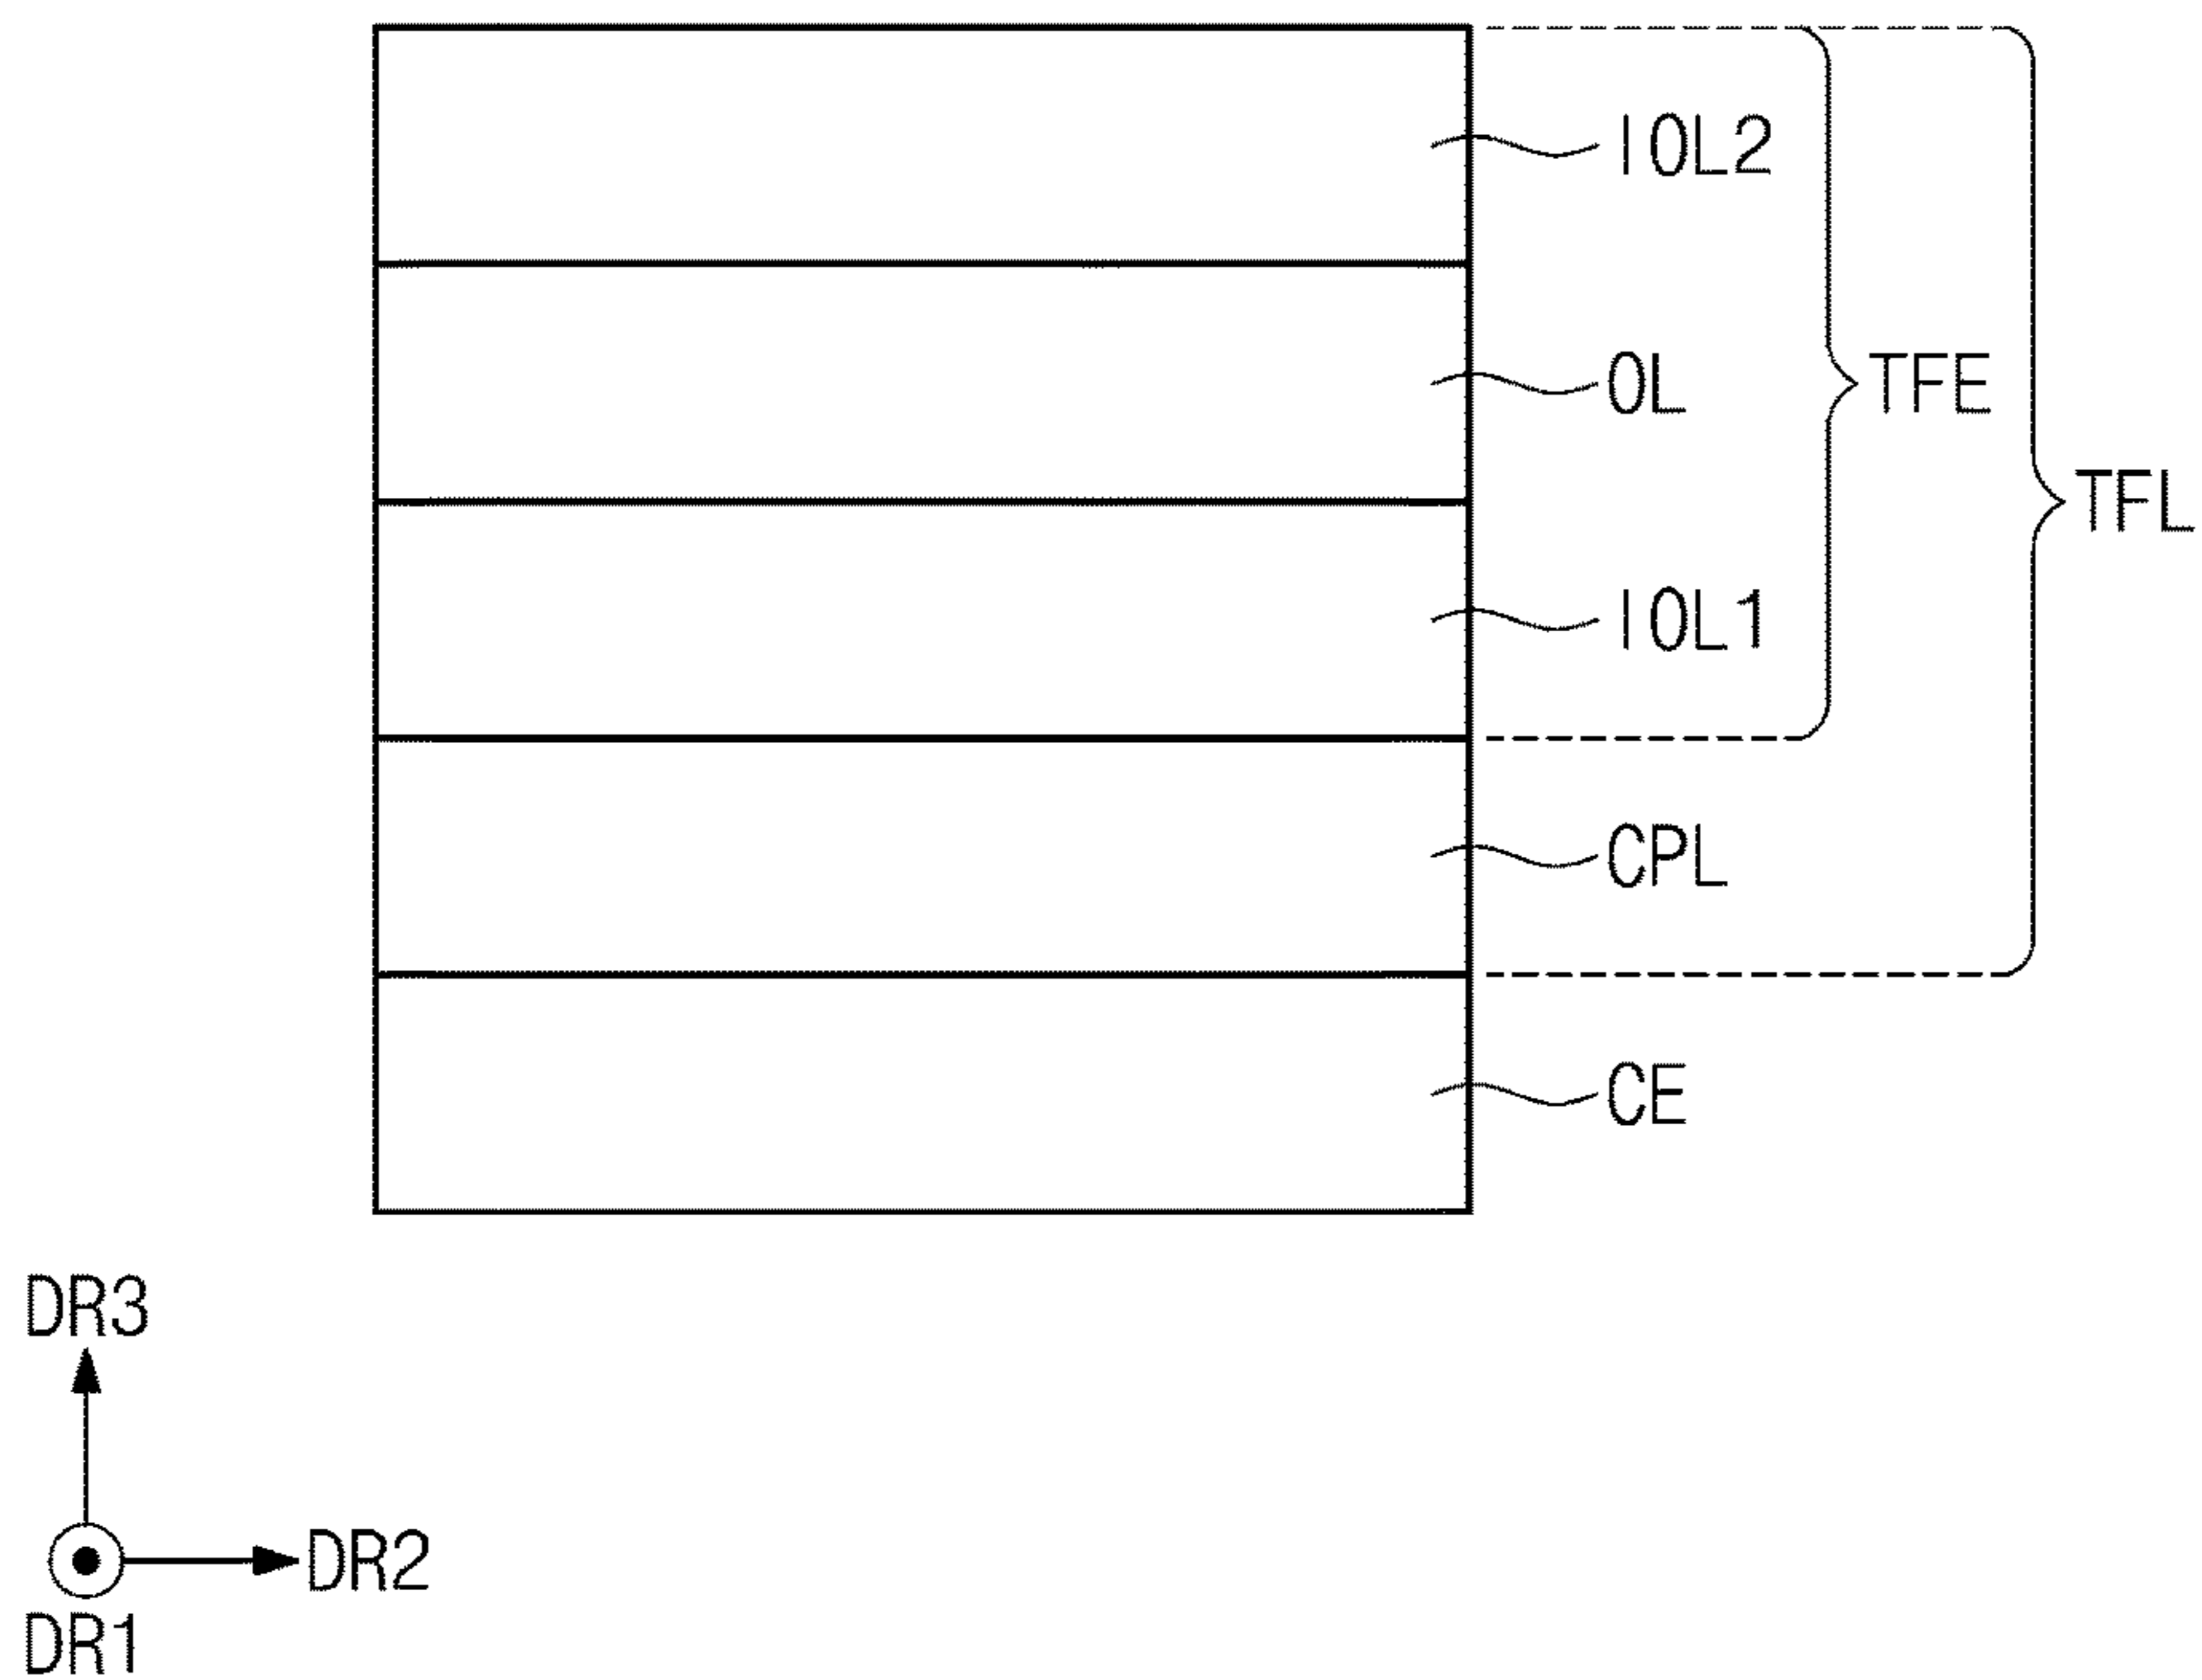 IOL2
OL
TFE
TFL
IOL1
CPL
CE
DR3
DR2
DR1